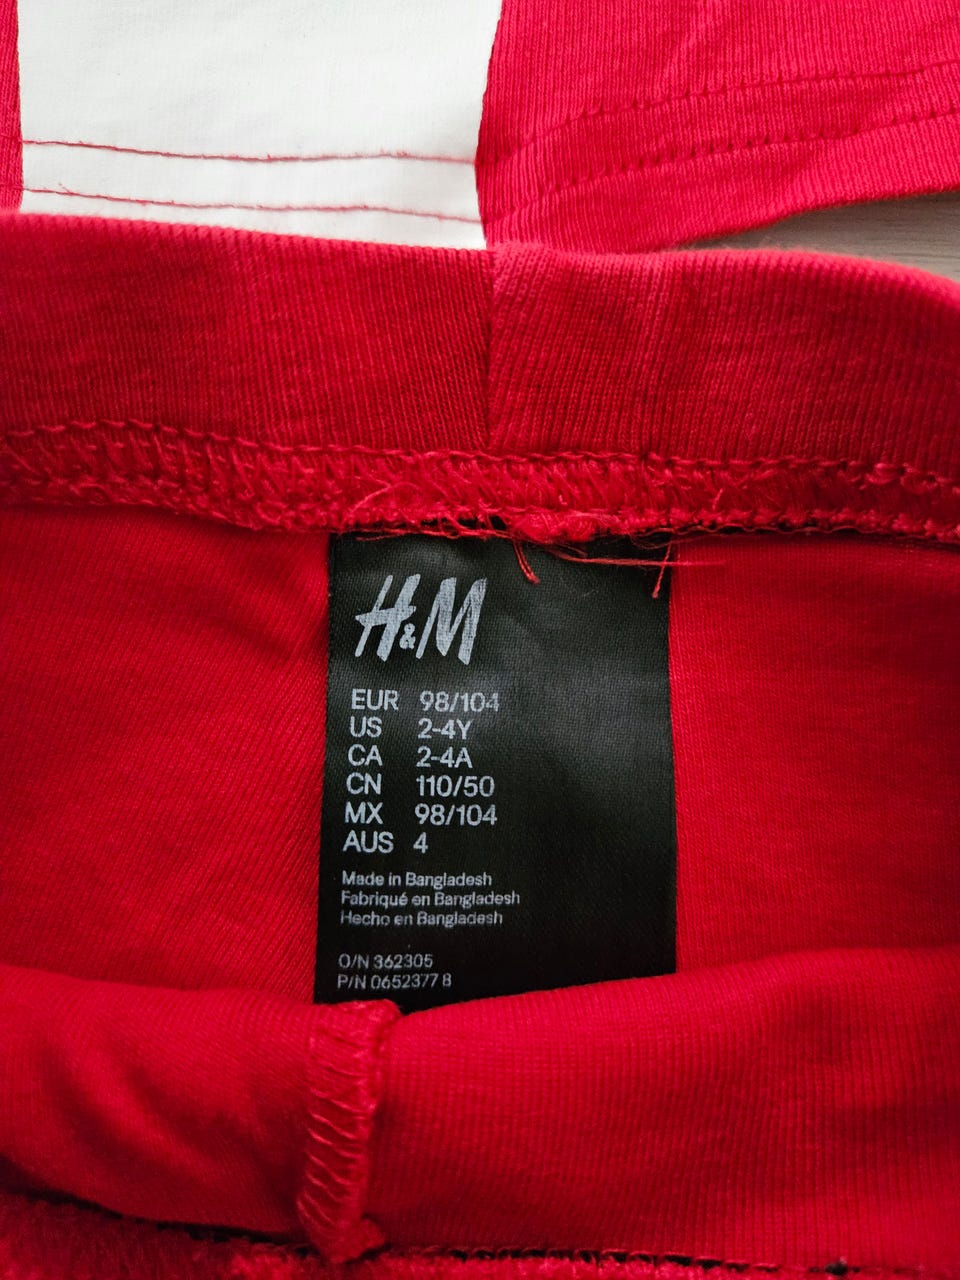 H&M
EUR 98/104
US 2-4Y
CA 2-4A
CN 110/50
MX 98/104
AUS 4
Made in Bangladesh
Fabriqué en Bangladesh
Hecho en Bangladesh
O/N 362305
P/N 0652377 8